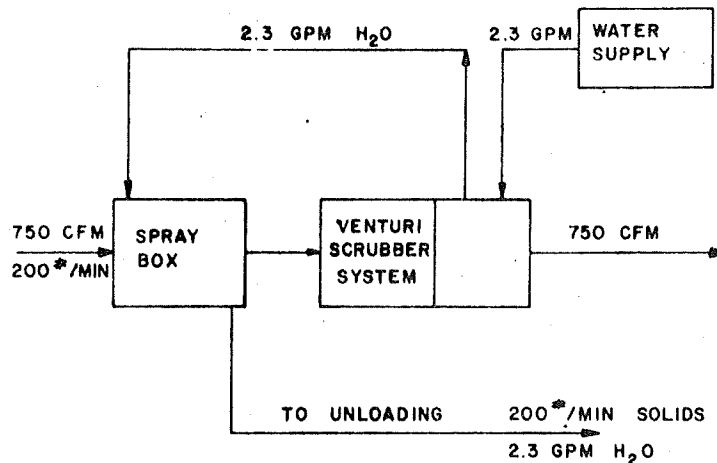 2.3 GPM H₂O
2.3 GPM
WATER
SUPPLY
750 CFM
200#/MIN
SPRAY
BOX
VENTURI
SCRUBBER
SYSTEM
750 CFM
TO UNLOADING
200#/MIN SOLIDS
2.3 GPM H₂O